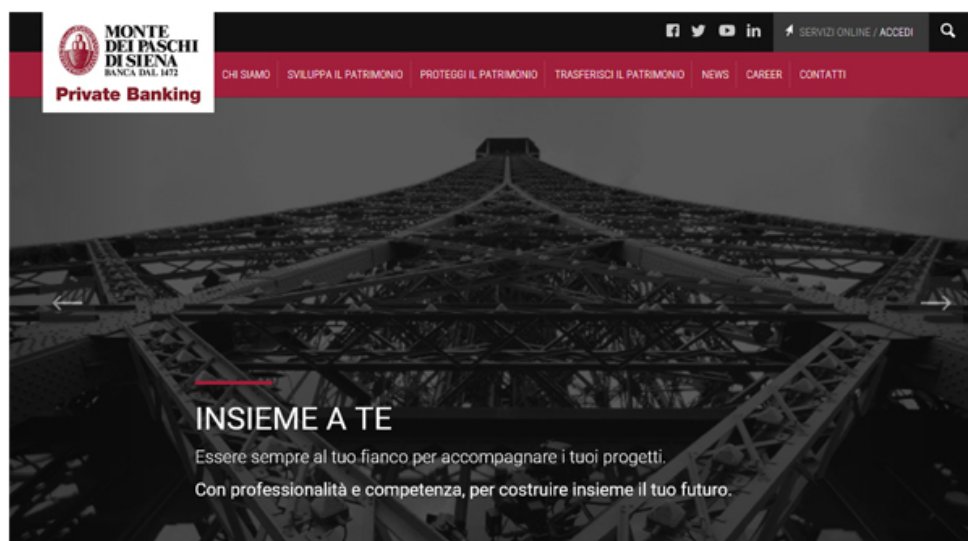 MONTE
DEI PASCHI
DI SIENA
BANCA DAL 1472
Private Banking
SERVIZI ONLINE / ACCEDI
CHI SIAMO
SVILUPPA IL PATRIMONIO
PROTEGGI IL PATRIMONIO
TRASFERISCI IL PATRIMONIO
NEWS
CAREER
CONTATTI
INSIEME A TE
Essere sempre al tuo fianco per accompagnare i tuoi progetti.
Con professionalità e competenza, per costruire insieme il tuo futuro.